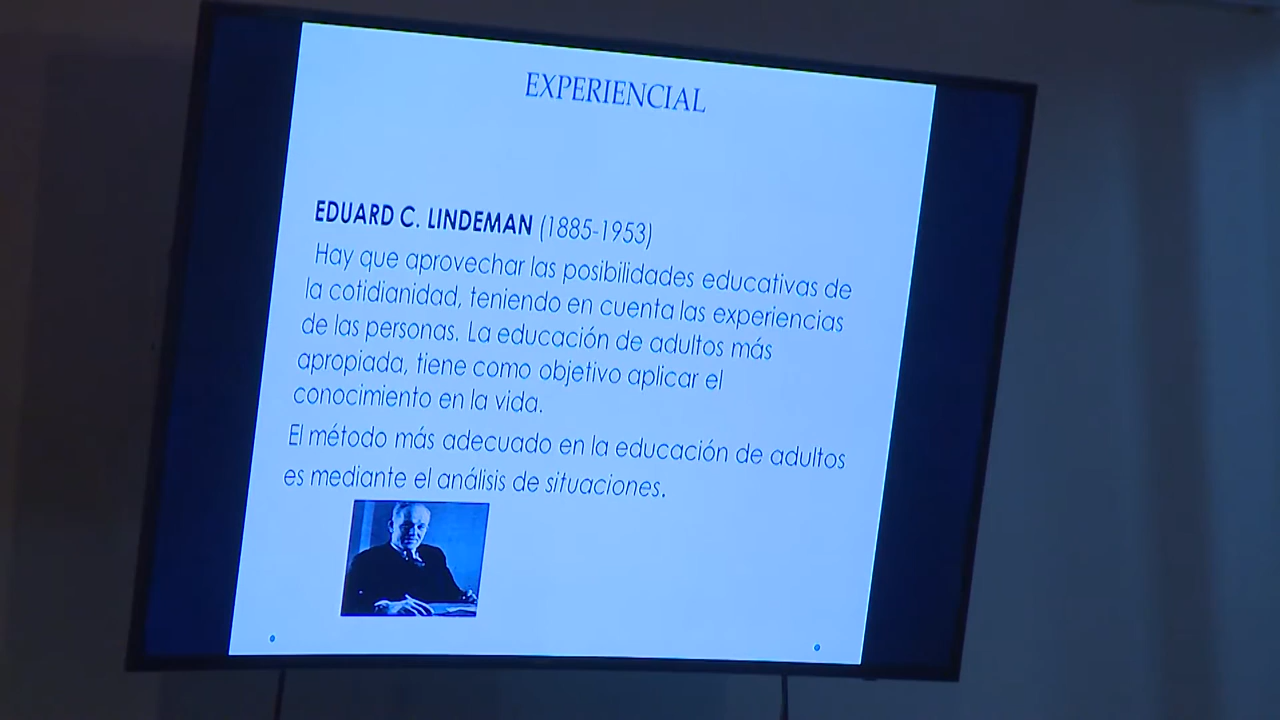 EXPERIENCIAL
EDUARD C. LINDEMAN (1885-1953)
Hay que aprovechar las posibilidades educativas de
la cotidianidad, teniendo en cuenta las experiencias
de las personas. La educación de adultos más
apropiada, tiene como objetivo aplicar el
conocimiento en la vida.
El método más adecuado en la educación de adultos
es mediante el análisis de situaciones.